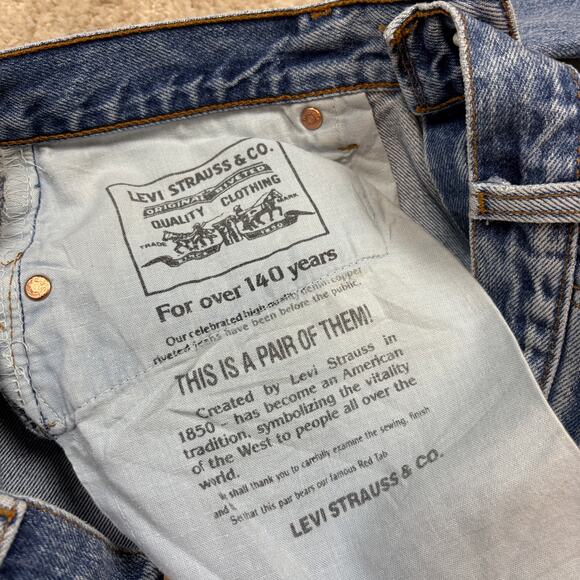 LEVI STRAUSS & CO.
ORIGINAL RIVETED
QUALITY CLOTHING
TRADE MARK
For over 140 years
Our celebrated high quality denim copper
riveted jeans have been before the public.
THIS IS A PAIR OF THEM!
Created by Levi Strauss in
1850 - has become an American
tradition, symbolizing the vitality
of the West to people all over the
world.
shall thank you to carefully examine the sewing, finish
and
See that this pair bears our famous Red Tab
LEVI STRAUSS & CO.